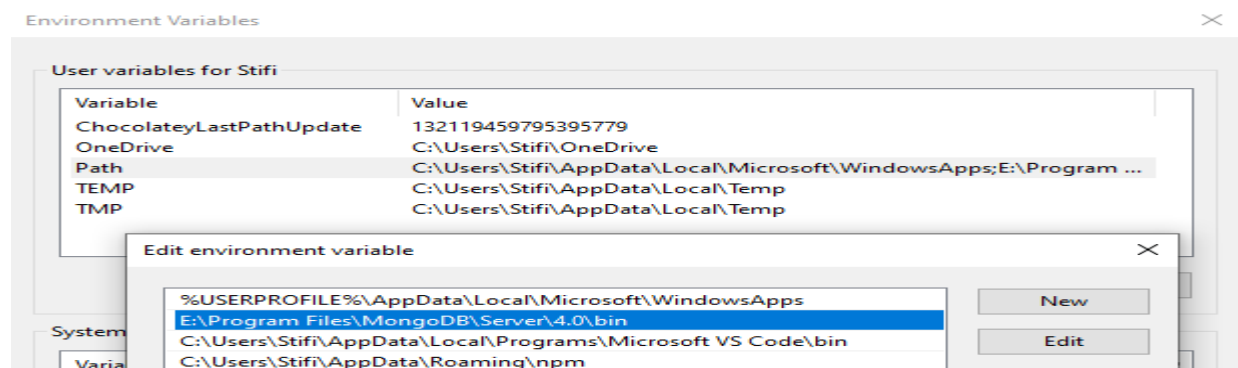 Environment Variables
User variables for Stifi
Variable Value
ChocolateyLastPathUpdate 132119459795395779
OneDrive C:\Users\Stifi\OneDrive
Path C:\Users\Stifi\AppData\Local\Microsoft\WindowsApps;E:\Program ...
TEMP C:\Users\Stifi\AppData\Local\Temp
TMP C:\Users\Stifi\AppData\Local\Temp
Edit environment variable
%USERPROFILE%\AppData\Local\Microsoft\WindowsApps New
E:\Program Files\MongoDB\Server\4.0\bin
System
C:\Users\Stifi\AppData\Local\Programs\Microsoft VS Code\bin Edit
Varia
C:\Users\Stifi\AppData\Roaming\npm